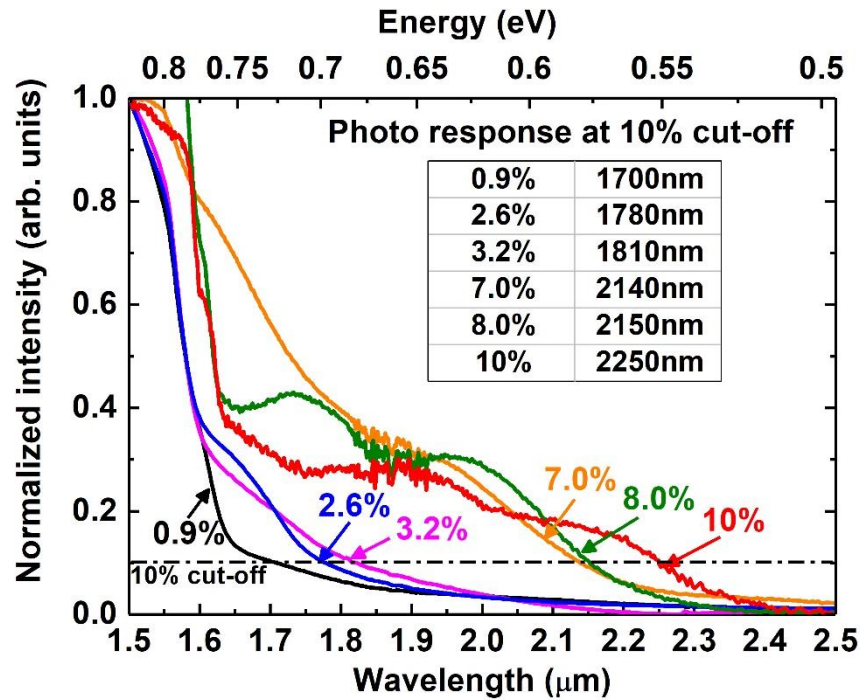 Energy (eV)
0.8 0.75 0.7 0.65 0.6 0.55 0.5
Normalized intensity (arb. units)
1.0
0.8
0.6
0.4
0.2
0.0
Photo response at 10% cut-off
0.9% 1700nm
2.6% 1780nm
3.2% 1810nm
7.0% 2140nm
8.0% 2150nm
10% 2250nm
0.9%
2.6%
3.2%
7.0%
8.0%
10%
10% cut-off
1.5 1.6 1.7 1.8 1.9 2.0 2.1 2.2 2.3 2.4 2.5
Wavelength (μm)